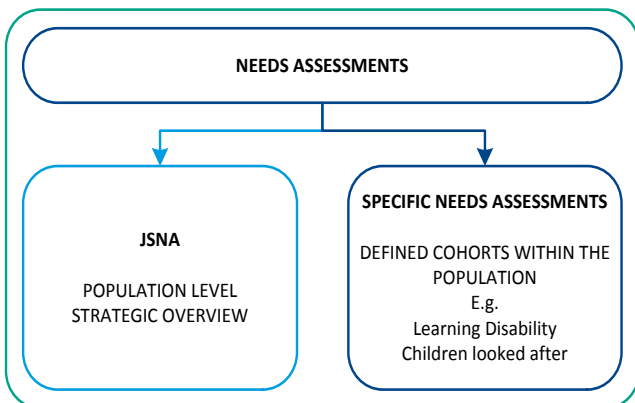 NEEDS ASSESSMENTS
JSNA
POPULATION LEVEL
STRATEGIC OVERVIEW
SPECIFIC NEEDS ASSESSMENTS
DEFINED COHORTS WITHIN THE
POPULATION
E.g.
Learning Disability
Children looked after